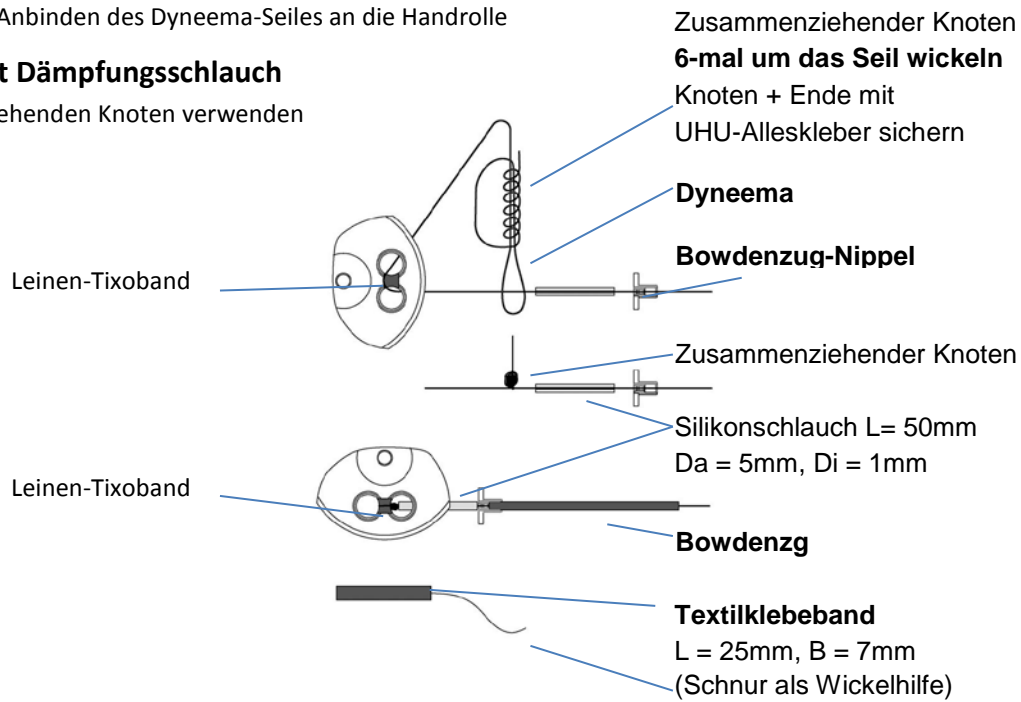 Anbinden des Dyneema-Seiles an die Handrolle
t Dämpfungsschlauch
ehenden Knoten verwenden
Zusammenziehender Knoten
6-mal um das Seil wickeln
Knoten + Ende mit
UHU-Alleskleber sichern
Dyneema
Bowdenzug-Nippel
Leinen-Tixoband
Zusammenziehender Knoten
Silikonschlauch L= 50mm
Da = 5mm, Di = 1mm
Leinen-Tixoband
Bowdenzg
Textilklebeband
L = 25mm, B = 7mm
(Schnur als Wickelhilfe)